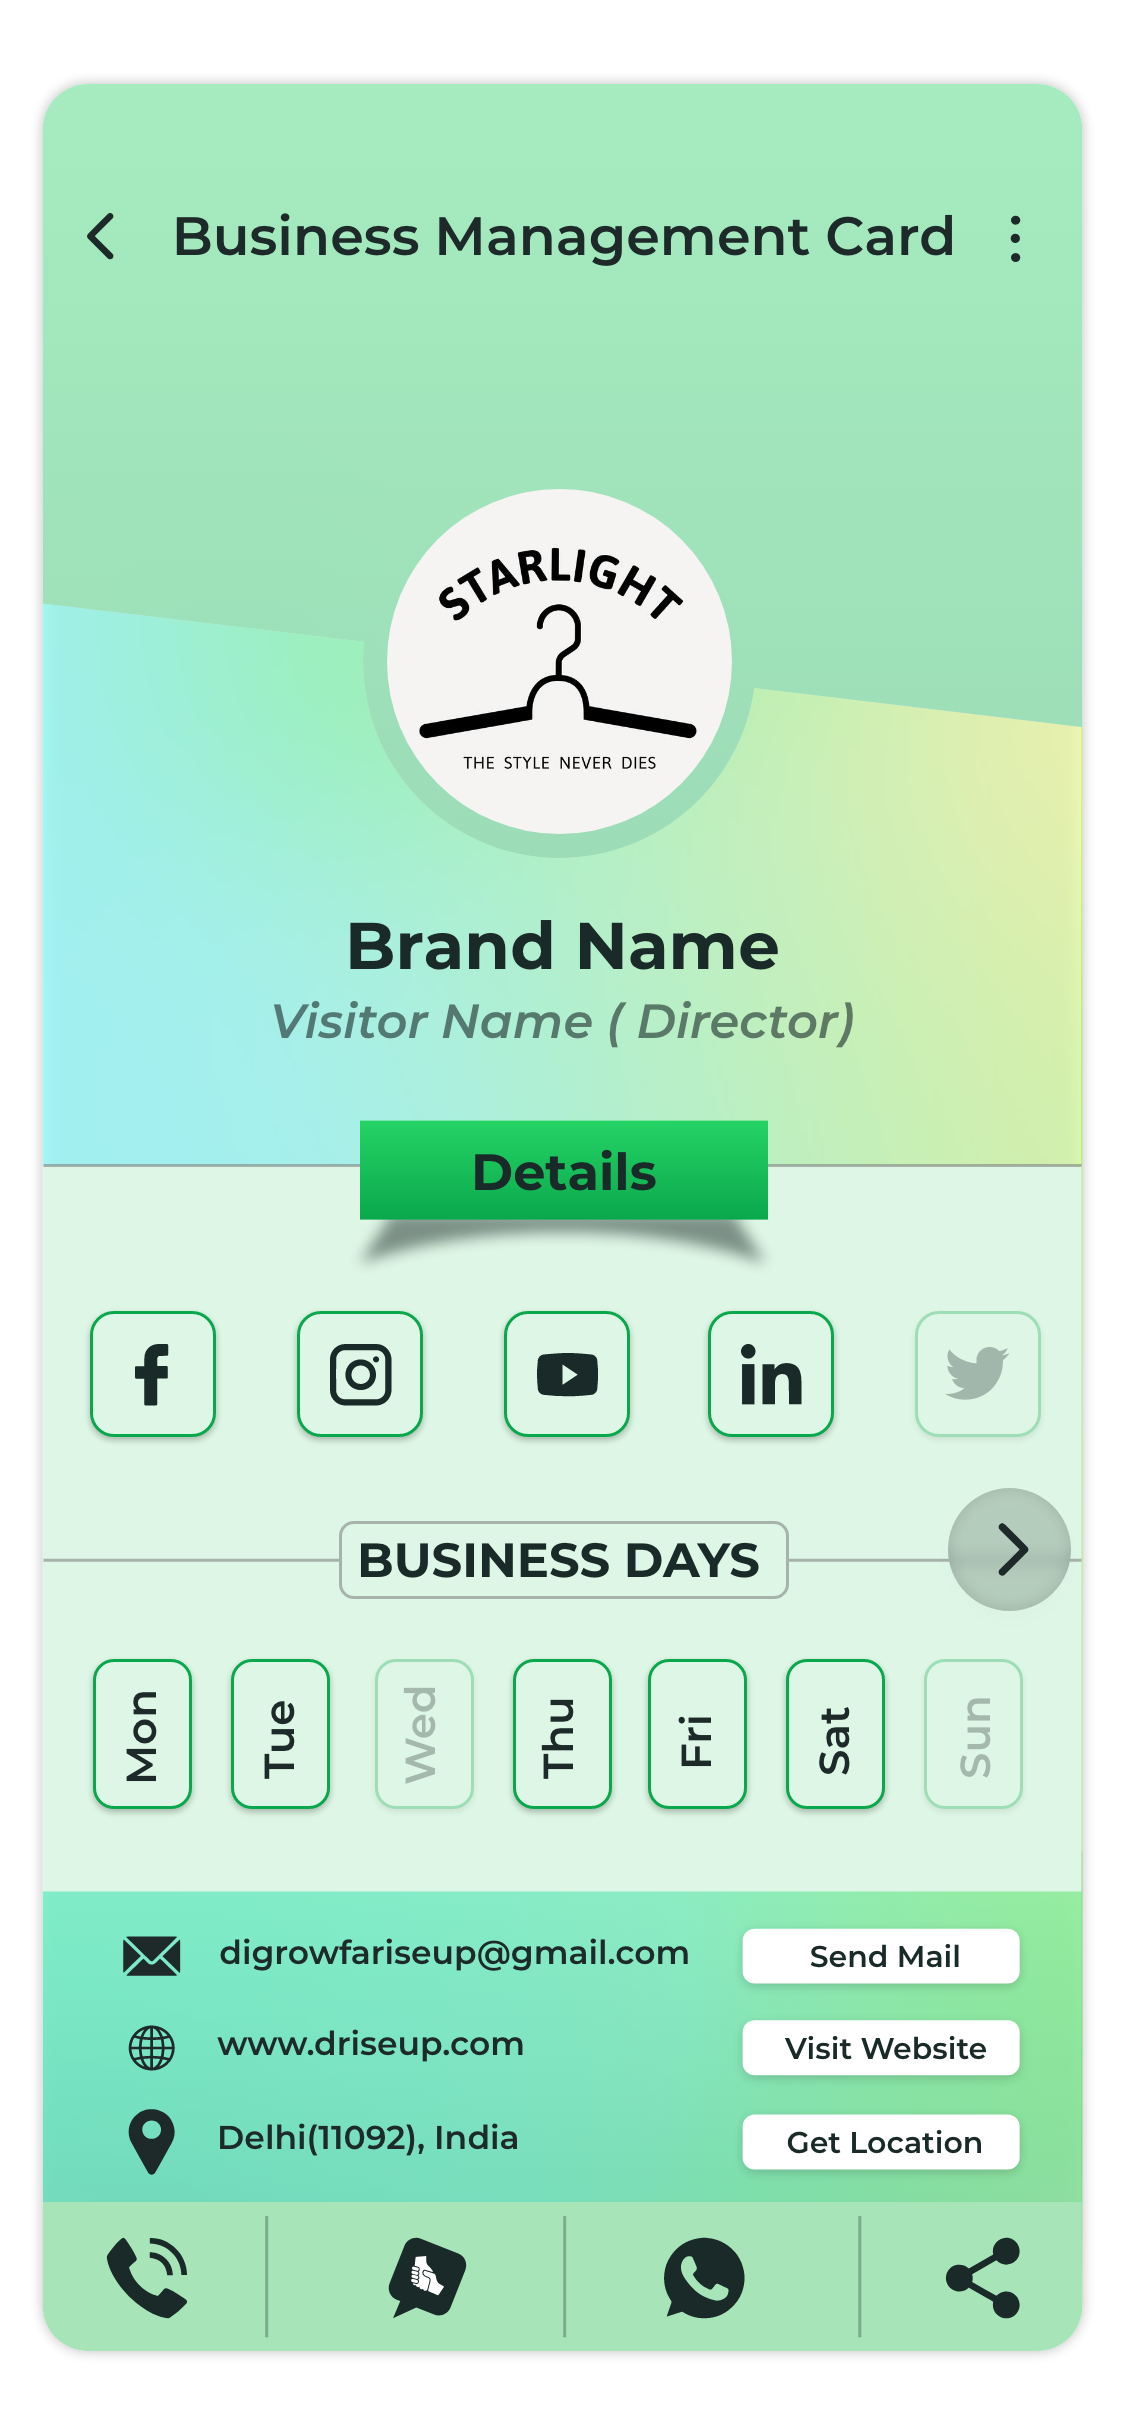 Business Management Card
STARLIGHT
THE STYLE NEVER DIES
Brand Name
Visitor Name ( Director)
Details
BUSINESS DAYS
Mon
Tue
Wed
Thu
Fri
Sat
Sun
digrowfariseup@gmail.com
Send Mail
www.driseup.com
Visit Website
Delhi(11092), India
Get Location